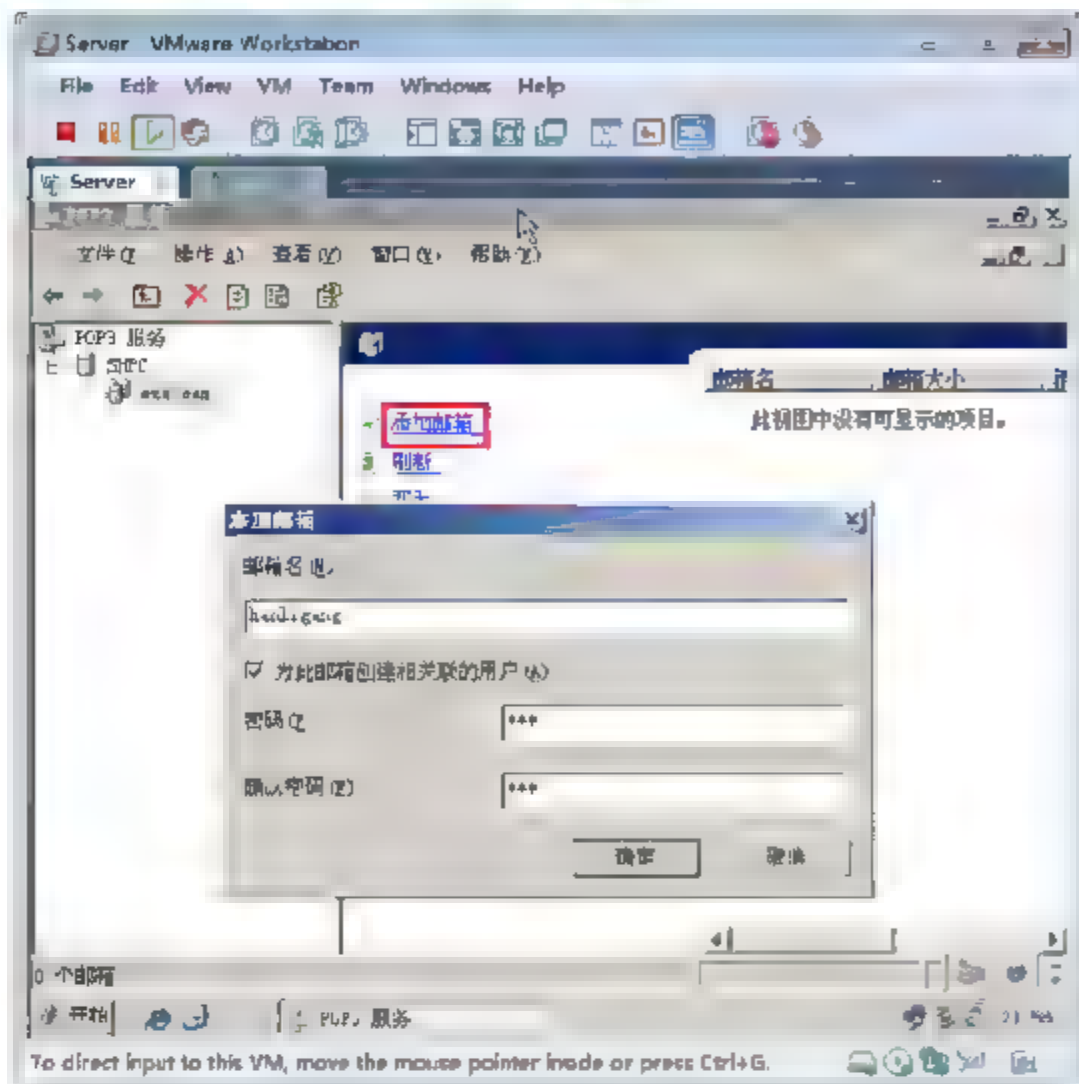 Server VMware Workstation
File Edit View VM Team Windows Help
Server
文件 操作(A) 查看(V) 窗口(W) 帮助(H)
POP3 服务
邮箱名 邮箱大小
添加邮箱
此视图中没有可显示的项目。
刷新
添加邮箱
邮箱名
为此邮箱创建相关联的用户(A)
密码
***
确认密码
***
确定 取消
0 个邮箱
开始 POP3 服务
To direct input to this VM, move the mouse pointer inside or press Ctrl+G.